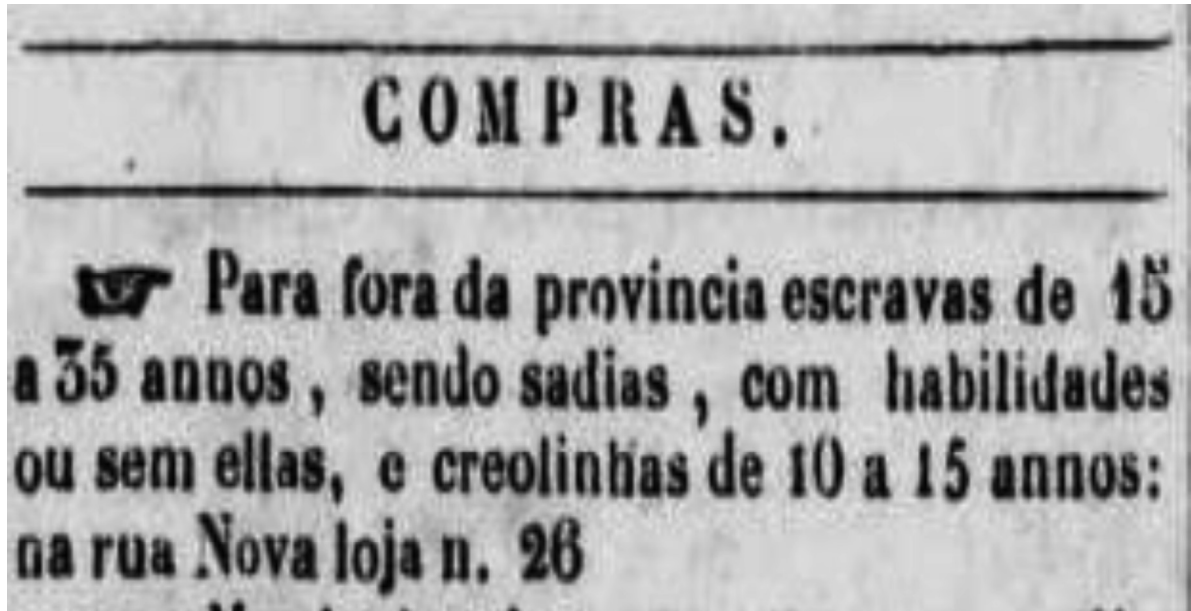 COMPRAS.
☞ Para fora da provincia escravas de 15
a 35 annos, sendo sadias, com habilidades
ou sem ellas, e creolinhas de 10 a 15 annos:
na rua Nova loja n. 26